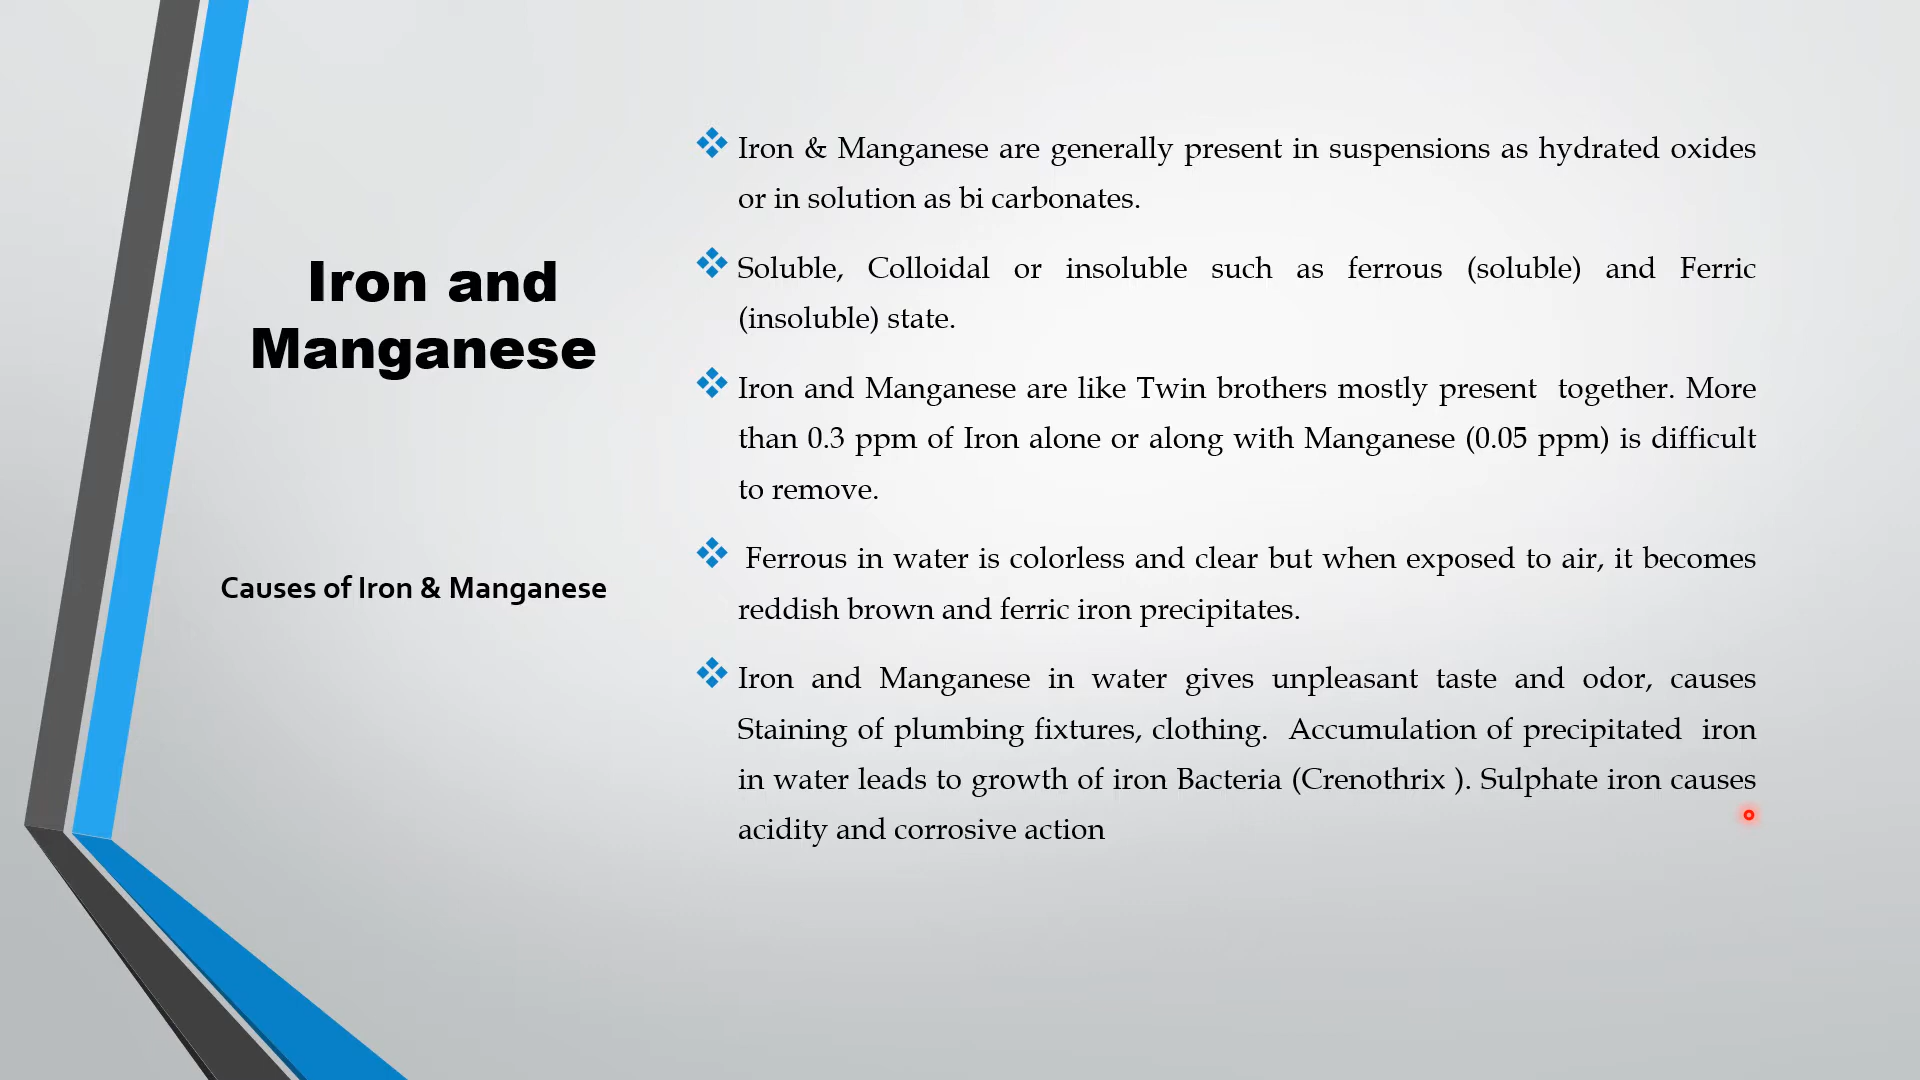 Iron and
Manganese
Causes of Iron & Manganese
Iron & Manganese are generally present in suspensions as hydrated oxides
or in solution as bi carbonates.
Soluble, Colloidal or insoluble such as ferrous (soluble) and Ferric
(insoluble) state.
Iron and Manganese are like Twin brothers mostly present together. More
than 0.3 ppm of Iron alone or along with Manganese (0.05 ppm) is difficult
to remove.
Ferrous in water is colorless and clear but when exposed to air, it becomes
reddish brown and ferric iron precipitates.
Iron and Manganese in water gives unpleasant taste and odor, causes
Staining of plumbing fixtures, clothing. Accumulation of precipitated iron
in water leads to growth of iron Bacteria (Crenothrix ). Sulphate iron causes
acidity and corrosive action